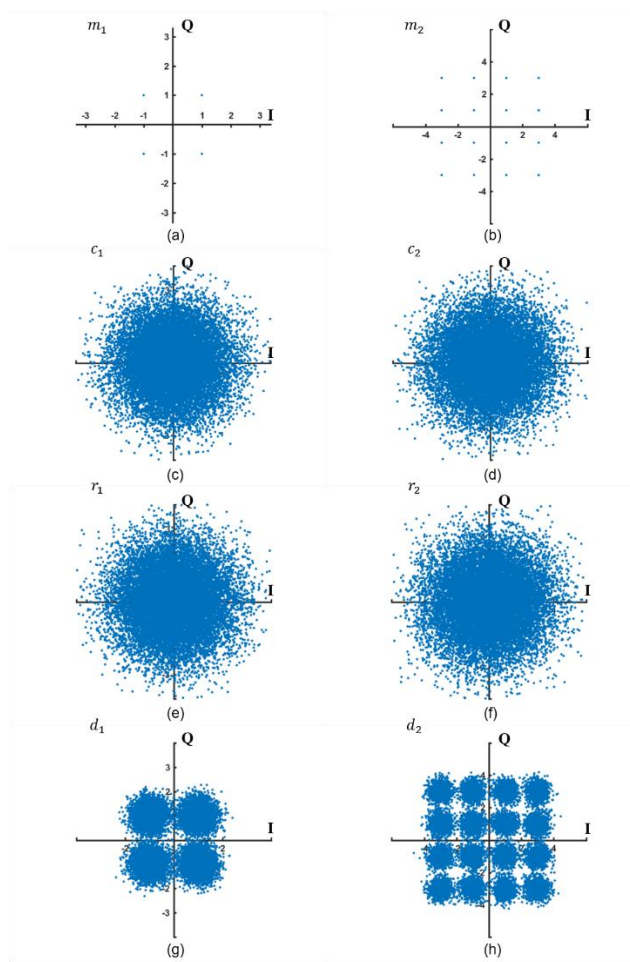 m₁ Q
3
2
1
-3 -2 -1 1 2 3 I
-1
-2
-3
(a)
m₂ Q
4
2
-4 -2 2 4 I
-2
-4
(b)
c₁ Q
I
(c)
c₂ Q
I
(d)
r₁ Q
I
(e)
r₂ Q
I
(f)
d₁ Q
3
I
-3
(g)
d₂ Q
I
(h)